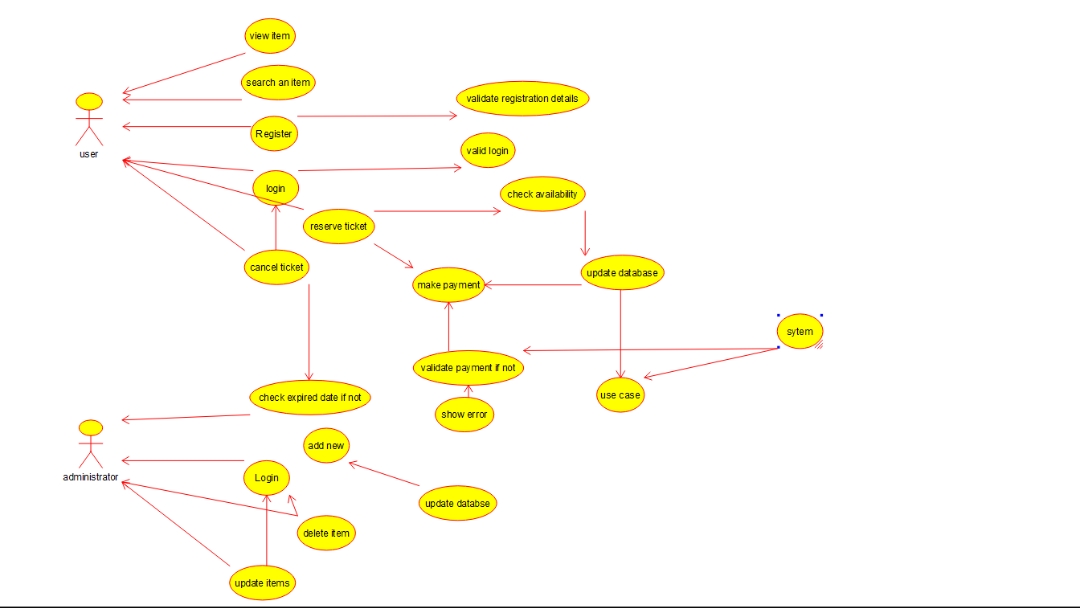 view item
search an item
validate registration details
Register
user
valid login
login
check availability
reserve ticket
cancel ticket
update database
make payment
sytem
validate payment if not
use case
check expired date if not
show error
add new
administrator
Login
update databse
delete item
update items